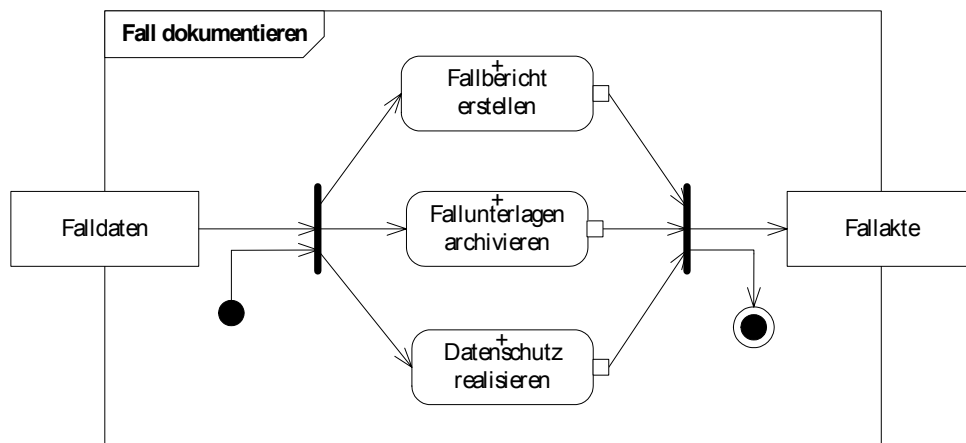 Fall dokumentieren
+
Fallbericht
erstellen
Falldaten
+
Fallunterlagen
archivieren
Fallakte
+
Datenschutz
realisieren